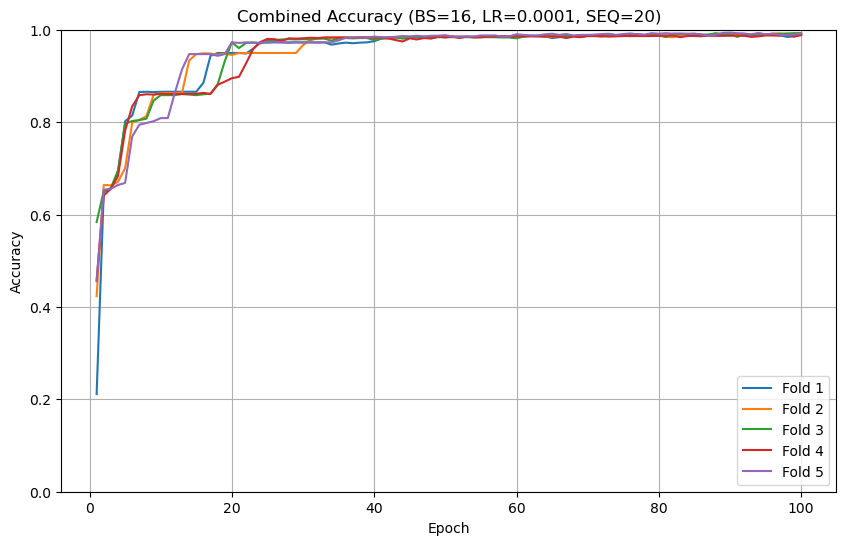 Combined Accuracy (BS=16, LR=0.0001, SEQ=20)
1.0
0.8
0.6
0.4
0.2
0.0
Accuracy
0 20 40 60 80 100
Epoch
Fold 1
Fold 2
Fold 3
Fold 4
Fold 5